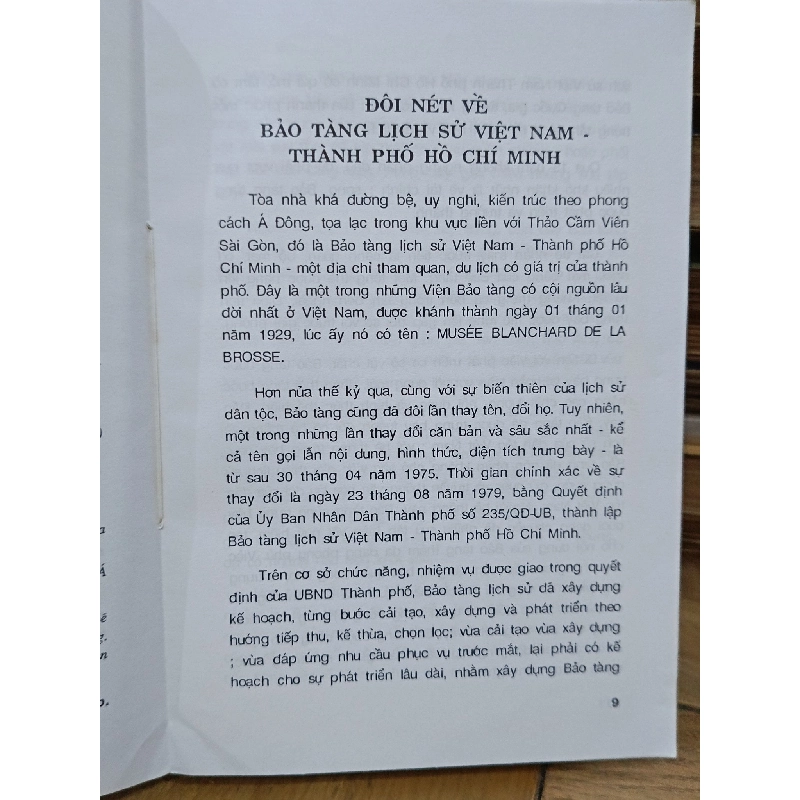 ĐÔI NÉT VỀ
BẢO TÀNG LỊCH SỬ VIỆT NAM -
THÀNH PHỐ HỒ CHÍ MINH
Tòa nhà khá đường bệ, uy nghi, kiến trúc theo phong
cách Á Đông, tọa lạc trong khu vực liền với Thảo Cầm Viên
Sài Gòn, đó là Bảo tàng lịch sử Việt Nam - Thành phố Hồ
Chí Minh - một địa chỉ tham quan, du lịch có giá trị của thành
phố. Đây là một trong những Viện Bảo tàng có cội nguồn lâu
đời nhất ở Việt Nam, được khánh thành ngày 01 tháng 01
năm 1929, lúc ấy nó có tên : MUSÉE BLANCHARD DE LA
BROSSE.
Hơn nửa thế kỷ qua, cùng với sự biến thiên của lịch sử
dân tộc, Bảo tàng cũng đã đôi lần thay tên, đổi họ. Tuy nhiên,
một trong những lần thay đổi căn bản và sâu sắc nhất - kể
cả tên gọi lẫn nội dung, hình thức, diện tích trưng bày - là
từ sau 30 tháng 04 năm 1975. Thời gian chính xác về sự
thay đổi là ngày 23 tháng 08 năm 1979, bằng Quyết định
của Ủy Ban Nhân Dân Thành phố số 235/QD-UB, thành lập
Bảo tàng lịch sử Việt Nam - Thành phố Hồ Chí Minh.
Trên cơ sở chức năng, nhiệm vụ được giao trong quyết
định của UBND Thành phố, Bảo tàng lịch sử đã xây dựng
kế hoạch, từng bước cải tạo, xây dựng và phát triển theo
hướng tiếp thu, kế thừa, chọn lọc; vừa cải tạo vừa xây dựng
; vừa đáp ứng nhu cầu phục vụ trước mắt, lại phải có kế
hoạch cho sự phát triển lâu dài, nhằm xây dựng Bảo tàng
9